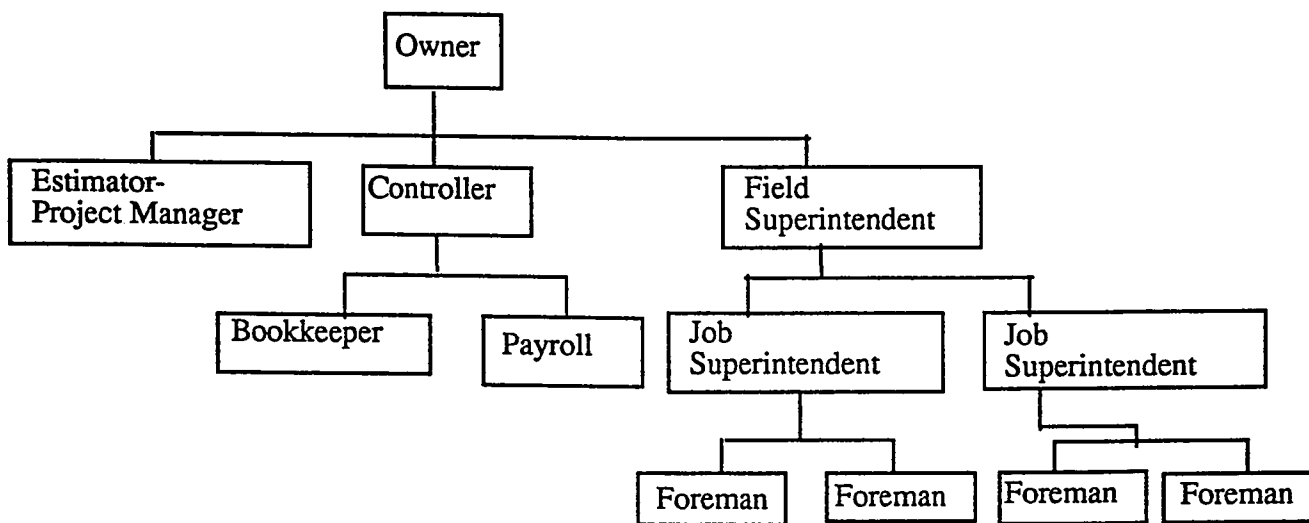 Owner
Estimator-
Project Manager
Controller
Field
Superintendent
Bookkeeper
Payroll
Job
Superintendent
Job
Superintendent
Foreman
Foreman
Foreman
Foreman